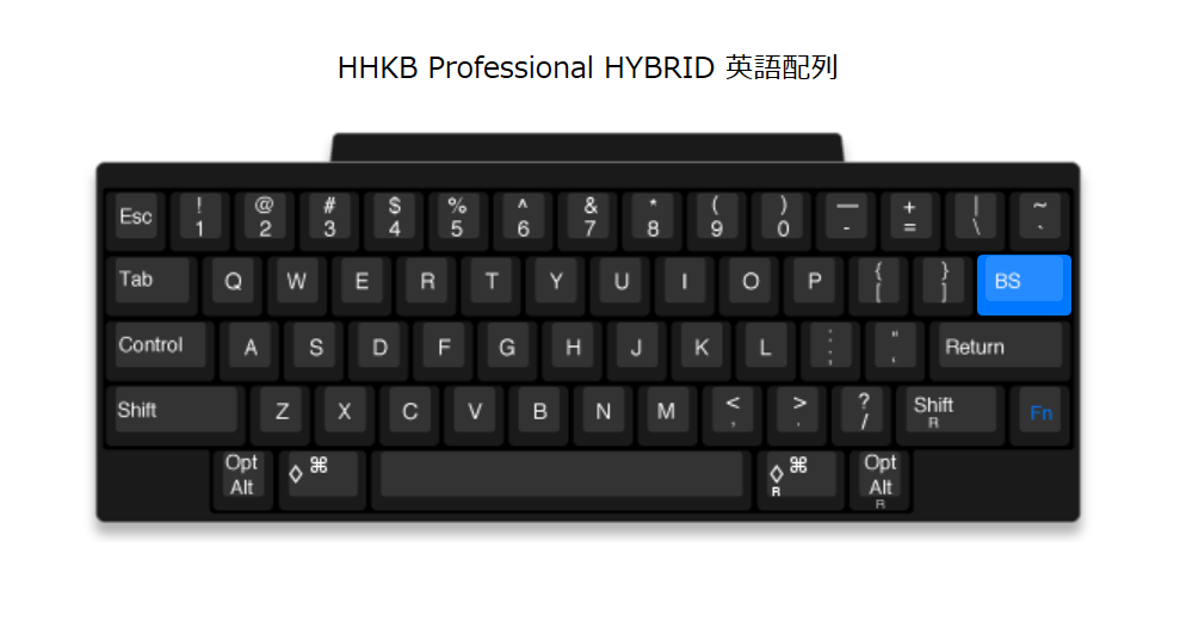 HHKB Professional HYBRID 英語配列
Esc ! 1 @ 2 # 3 $ 4 % 5 ^ 6 & 7 * 8 ( 9 ) 0 — - + = | \ ~ `
Tab Q W E R T Y U I O P { [ } ] BS
Control A S D F G H J K L : ; " ' Return
Shift Z X C V B N M < , > . ? / Shift R Fn
Opt Alt ◇ ⌘ ◇ ⌘ R Opt Alt R